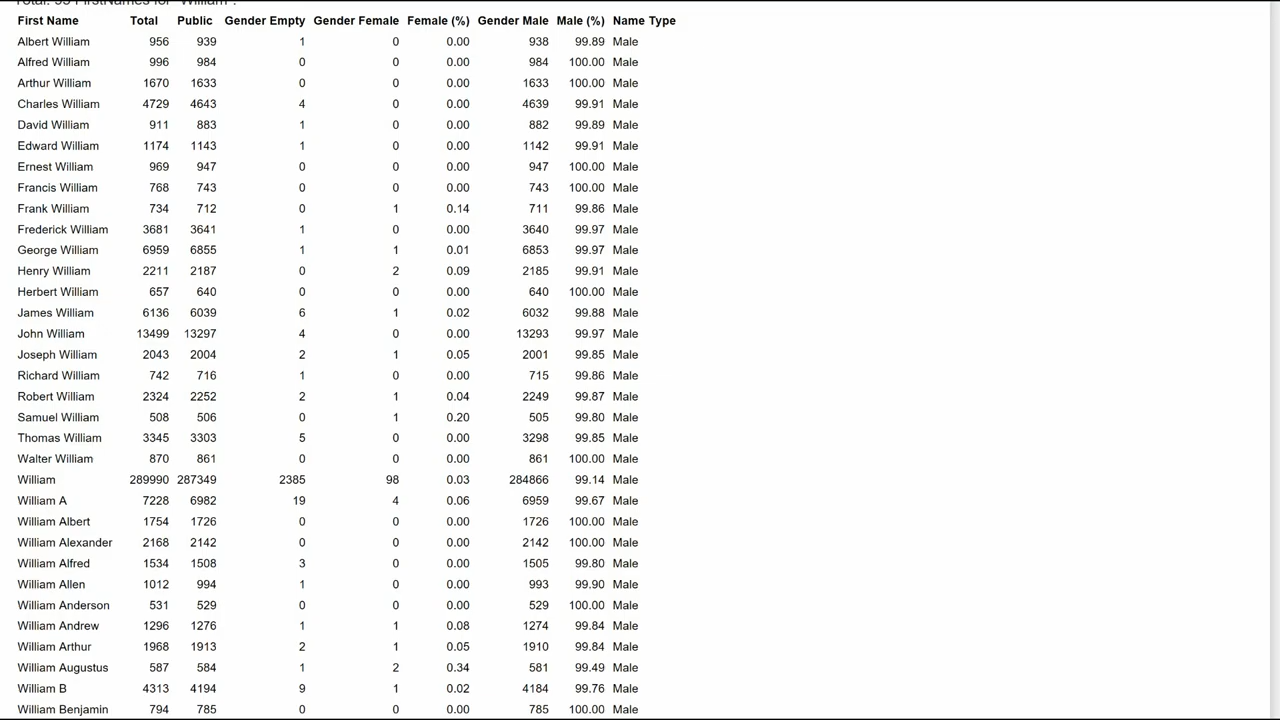 Total: 99 FirstNames for "William".
First Name Total Public Gender Empty Gender Female Female (%) Gender Male Male (%) Name Type
Albert William 956 939 1 0 0.00 938 99.89 Male
Alfred William 996 984 0 0 0.00 984 100.00 Male
Arthur William 1670 1633 0 0 0.00 1633 100.00 Male
Charles William 4729 4643 4 0 0.00 4639 99.91 Male
David William 911 883 1 0 0.00 882 99.89 Male
Edward William 1174 1143 1 0 0.00 1142 99.91 Male
Ernest William 969 947 0 0 0.00 947 100.00 Male
Francis William 768 743 0 0 0.00 743 100.00 Male
Frank William 734 712 0 1 0.14 711 99.86 Male
Frederick William 3681 3641 1 0 0.00 3640 99.97 Male
George William 6959 6855 1 1 0.01 6853 99.97 Male
Henry William 2211 2187 0 2 0.09 2185 99.91 Male
Herbert William 657 640 0 0 0.00 640 100.00 Male
James William 6136 6039 6 1 0.02 6032 99.88 Male
John William 13499 13297 4 0 0.00 13293 99.97 Male
Joseph William 2043 2004 2 1 0.05 2001 99.85 Male
Richard William 742 716 1 0 0.00 715 99.86 Male
Robert William 2324 2252 2 1 0.04 2249 99.87 Male
Samuel William 508 506 0 1 0.20 505 99.80 Male
Thomas William 3345 3303 5 0 0.00 3298 99.85 Male
Walter William 870 861 0 0 0.00 861 100.00 Male
William 289990 287349 2385 98 0.03 284866 99.14 Male
William A 7228 6982 19 4 0.06 6959 99.67 Male
William Albert 1754 1726 0 0 0.00 1726 100.00 Male
William Alexander 2168 2142 0 0 0.00 2142 100.00 Male
William Alfred 1534 1508 3 0 0.00 1505 99.80 Male
William Allen 1012 994 1 0 0.00 993 99.90 Male
William Anderson 531 529 0 0 0.00 529 100.00 Male
William Andrew 1296 1276 1 1 0.08 1274 99.84 Male
William Arthur 1968 1913 2 1 0.05 1910 99.84 Male
William Augustus 587 584 1 2 0.34 581 99.49 Male
William B 4313 4194 9 1 0.02 4184 99.76 Male
William Benjamin 794 785 0 0 0.00 785 100.00 Male